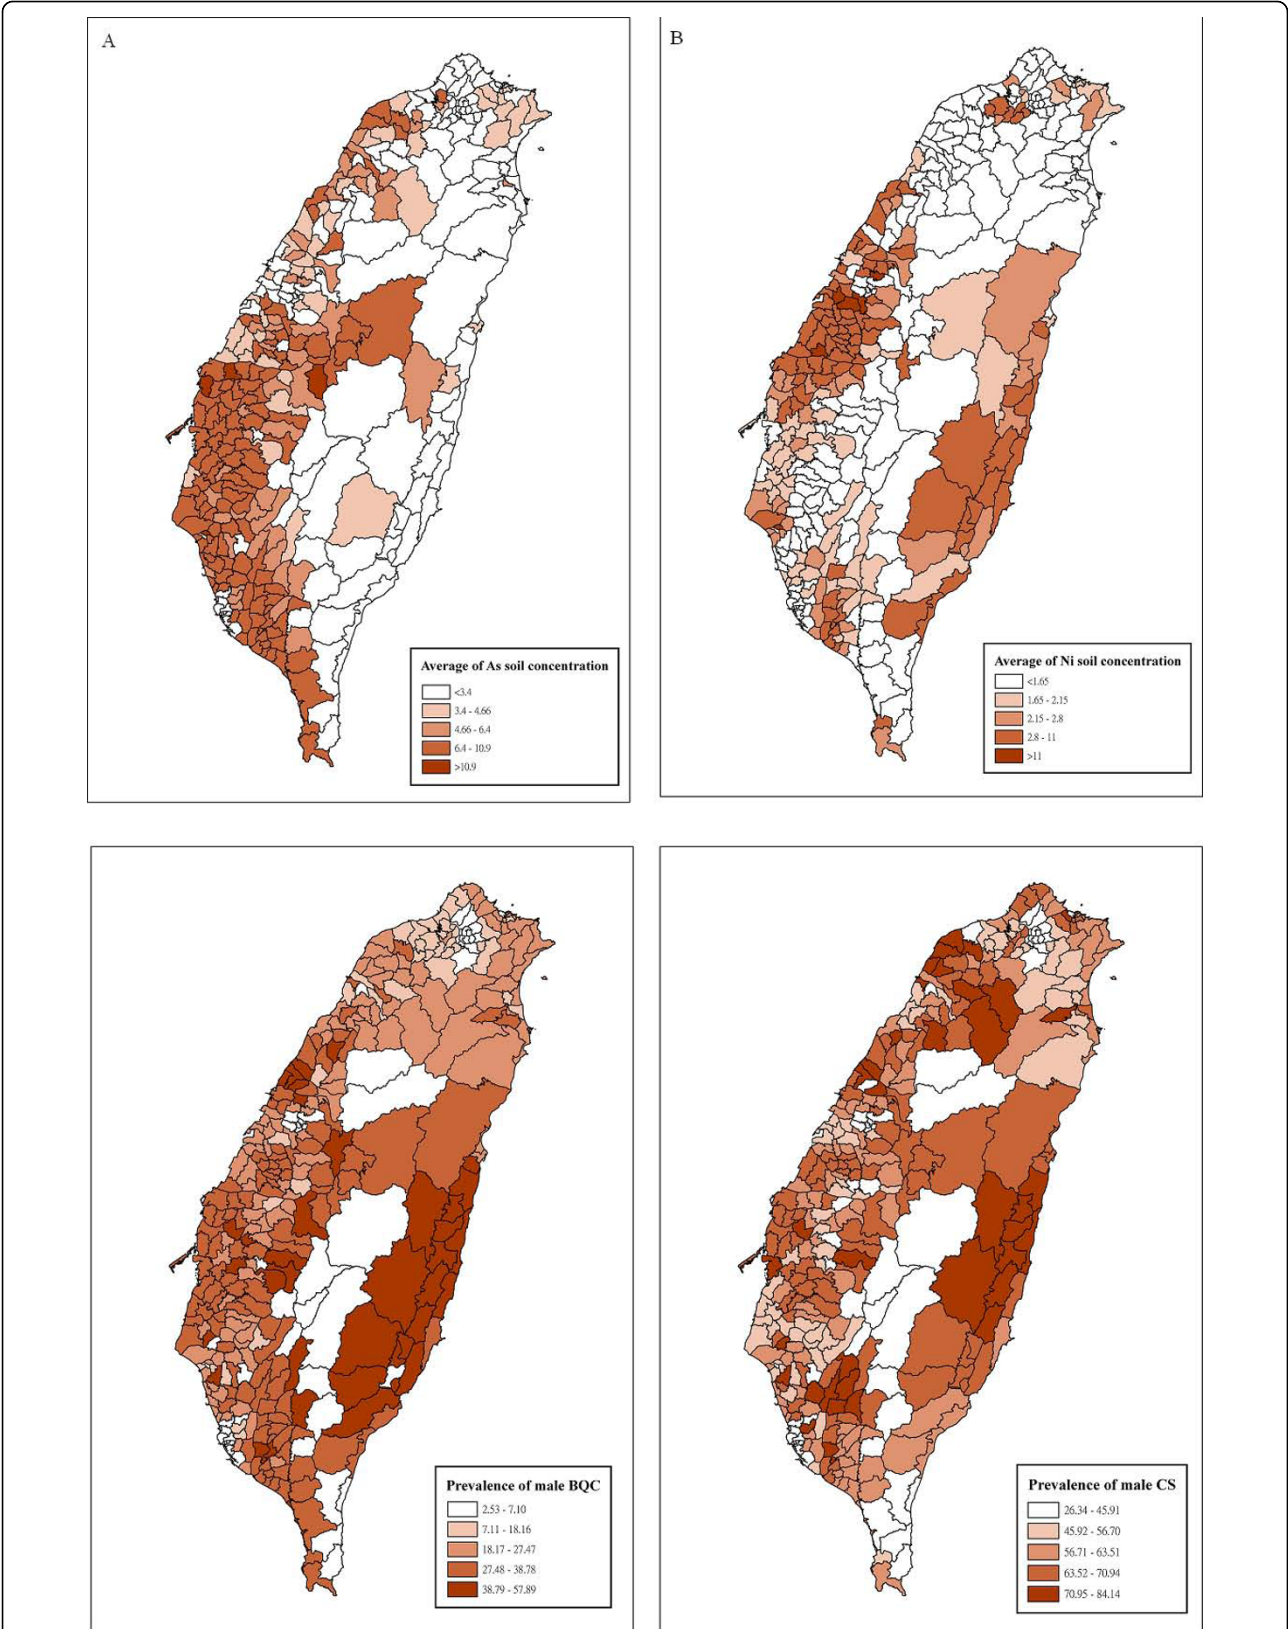 A
Average of As soil concentration
<3.4
3.4 - 4.66
4.66 - 6.4
6.4 - 10.9
>10.9
B
Average of Ni soil concentration
<1.65
1.65 - 2.15
2.15 - 2.8
2.8 - 11
>11
Prevalence of male BQC
2.53 - 7.10
7.11 - 18.16
18.17 - 27.47
27.48 - 38.78
38.79 - 57.89
Prevalence of male CS
26.34 - 45.91
45.92 - 56.70
56.71 - 63.51
63.52 - 70.94
70.95 - 84.14